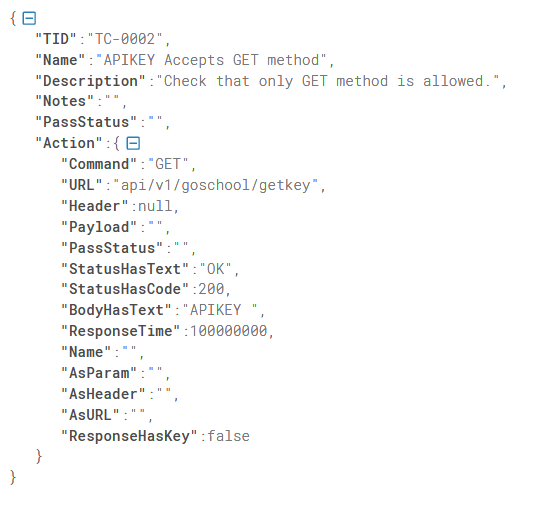 {
"TID":"TC-0002",
"Name":"APIKEY Accepts GET method",
"Description":"Check that only GET method is allowed.",
"Notes":"",
"PassStatus":"",
"Action":{
"Command":"GET",
"URL":"api/v1/goschool/getkey",
"Header":null,
"Payload":"",
"PassStatus":"",
"StatusHasText":"OK",
"StatusHasCode":200,
"BodyHasText":"APIKEY ",
"ResponseTime":100000000,
"Name":"",
"AsParam":"",
"AsHeader":"",
"AsURL":"",
"ResponseHasKey":false
}
}